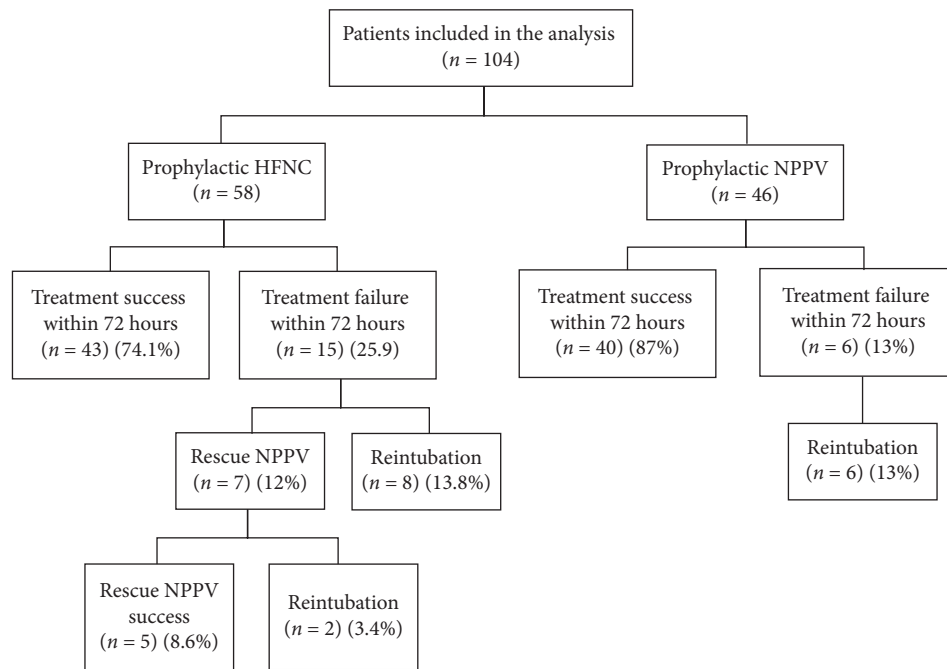 Patients included in the analysis
(n = 104)
Prophylactic HFNC
(n = 58)
Prophylactic NPPV
(n = 46)
Treatment success
within 72 hours
(n = 43) (74.1%)
Treatment failure
within 72 hours
(n = 15) (25.9)
Treatment success
within 72 hours
(n = 40) (87%)
Treatment failure
within 72 hours
(n = 6) (13%)
Rescue NPPV
(n = 7) (12%)
Reintubation
(n = 8) (13.8%)
Reintubation
(n = 6) (13%)
Rescue NPPV
success
(n = 5) (8.6%)
Reintubation
(n = 2) (3.4%)